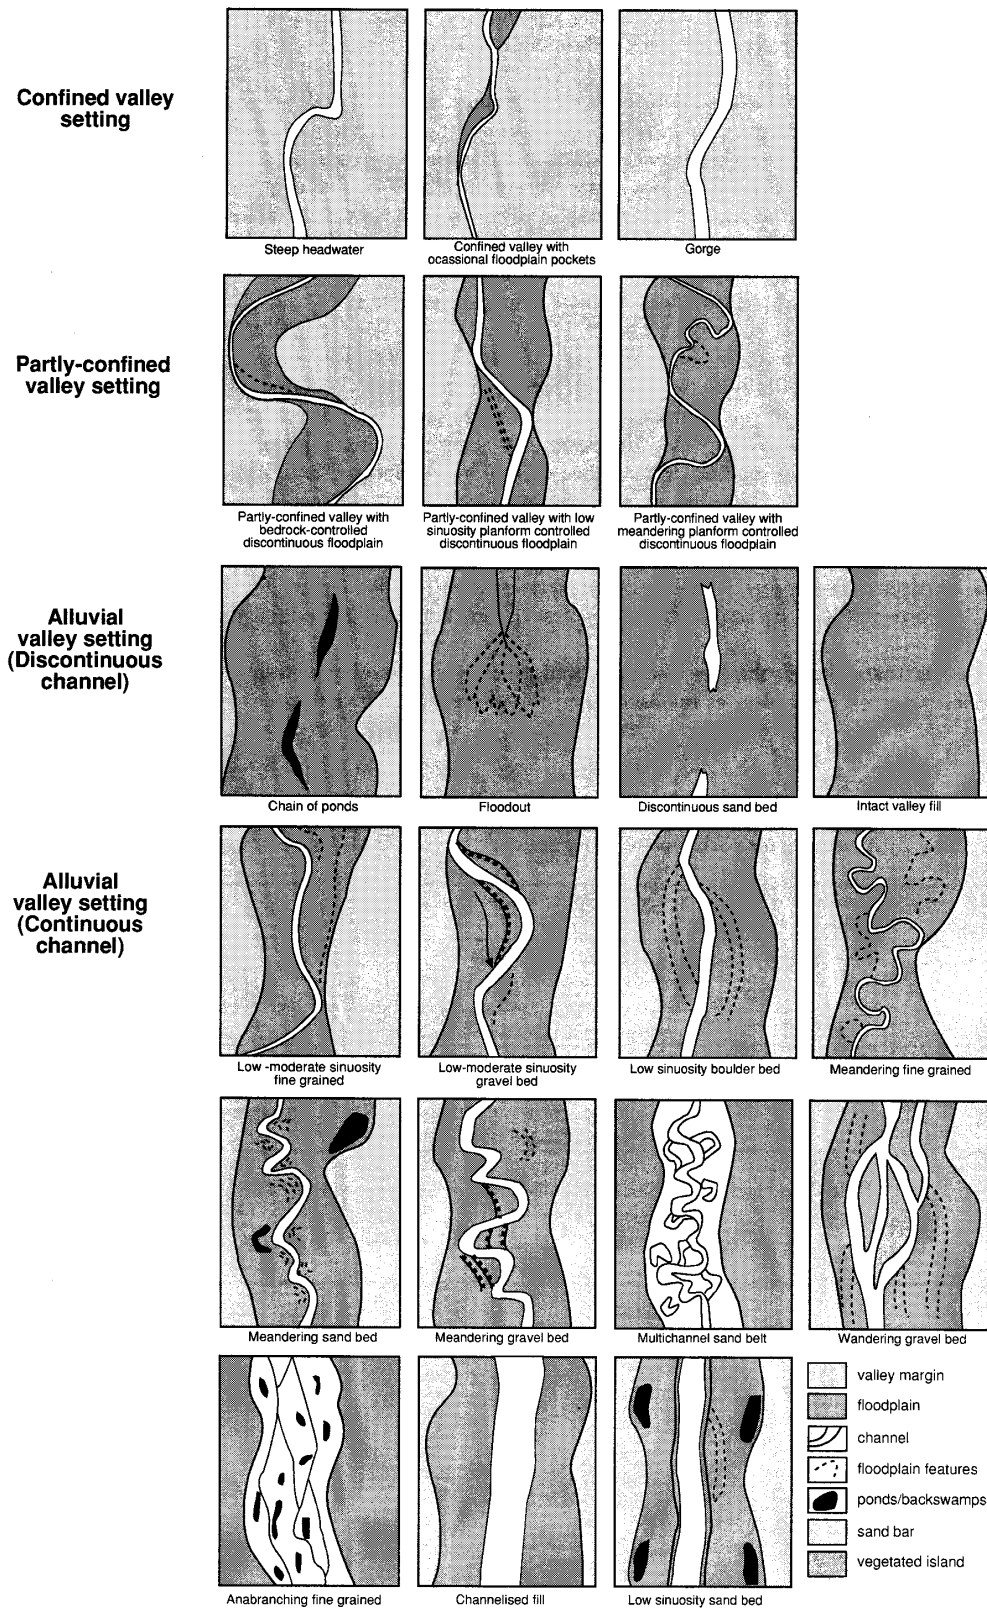 Confined valley
setting
Steep headwater
Confined valley with
ocassional floodplain pockets
Gorge
Partly-confined
valley setting
Partly-confined valley with
bedrock-controlled
discontinuous floodplain
Partly-confined valley with low
sinuosity planform controlled
discontinuous floodplain
Partly-confined valley with
meandering planform controlled
discontinuous floodplain
Alluvial
valley setting
(Discontinuous
channel)
Chain of ponds
Floodout
Discontinuous sand bed
Intact valley fill
Alluvial
valley setting
(Continuous
channel)
Low -moderate sinuosity
fine grained
Low-moderate sinuosity
gravel bed
Low sinuosity boulder bed
Meandering fine grained
Meandering sand bed
Meandering gravel bed
Multichannel sand belt
Wandering gravel bed
Anabranching fine grained
Channelised fill
Low sinuosity sand bed
valley margin
floodplain
channel
floodplain features
ponds/backswamps
sand bar
vegetated island